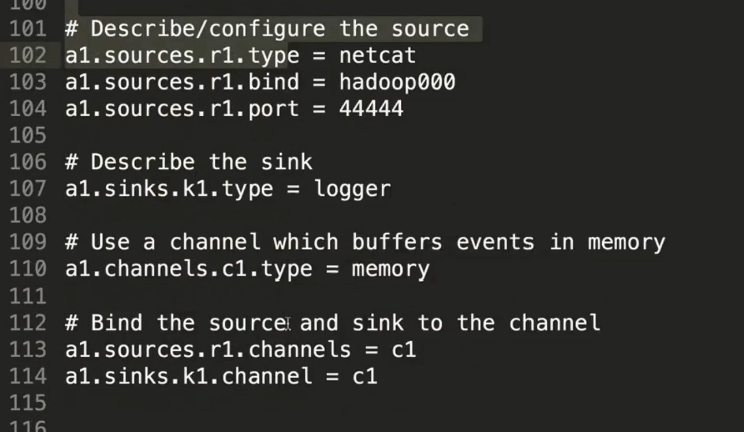 100
101 # Describe/configure the source
102 a1.sources.r1.type = netcat
103 a1.sources.r1.bind = hadoop000
104 a1.sources.r1.port = 44444
105
106 # Describe the sink
107 a1.sinks.k1.type = logger
108
109 # Use a channel which buffers events in memory
110 a1.channels.c1.type = memory
111
112 # Bind the source and sink to the channel
113 a1.sources.r1.channels = c1
114 a1.sinks.k1.channel = c1
115
116